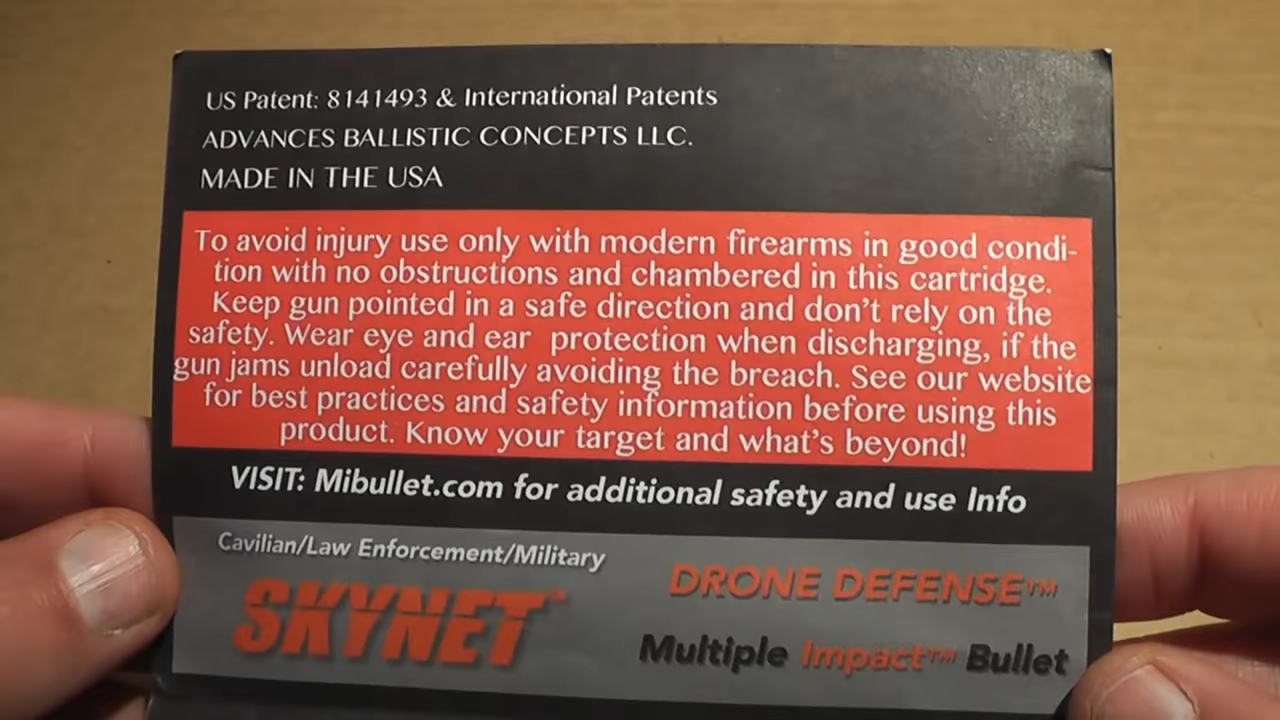 US Patent: 8141493 & International Patents
ADVANCES BALLISTIC CONCEPTS LLC.
MADE IN THE USA
To avoid injury use only with modern firearms in good condi-
tion with no obstructions and chambered in this cartridge.
Keep gun pointed in a safe direction and don't rely on the
safety. Wear eye and ear protection when discharging, if the
gun jams unload carefully avoiding the breach. See our website
for best practices and safety information before using this
product. Know your target and what's beyond!
VISIT: Mibullet.com for additional safety and use Info
Cavilian/Law Enforcement/Military
SKYNET™
DRONE DEFENSE™
Multiple Impact™ Bullet